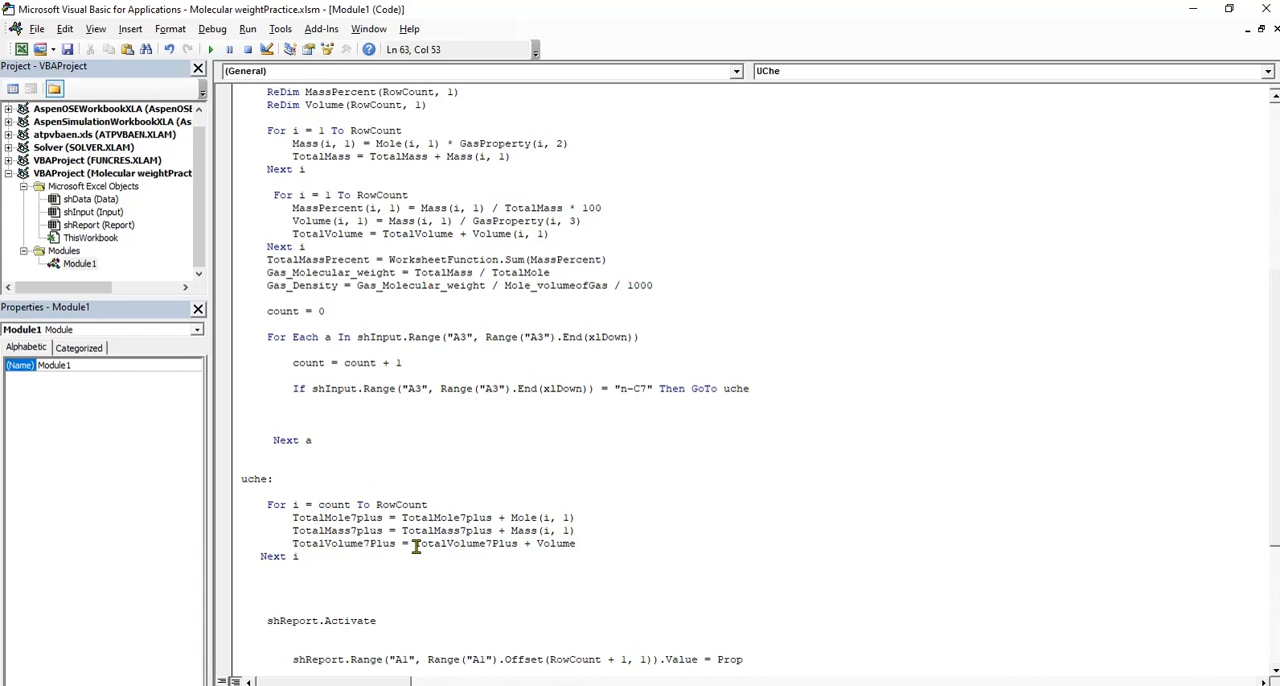 Microsoft Visual Basic for Applications - Molecular weightPractice.xlsm - [Module1 (Code)]
File Edit View Insert Format Debug Run Tools Add-Ins Window Help
Ln 63, Col 53
Project - VBAProject
(General)
UChe
AspenOSEWorkbookXLA (AspenOSE
AspenSimulationWorkbookXLA (As
atpvbaen.xls (ATPVBAEN.XLAM)
Solver (SOLVER.XLAM)
VBAProject (FUNCRES.XLAM)
VBAProject (Molecular weightPract
Microsoft Excel Objects
shData (Data)
shInput (Input)
shReport (Report)
ThisWorkbook
Modules
Module1
Properties - Module1
Module1 Module
Alphabetic Categorized
(Name) Module1
ReDim MassPercent(RowCount, 1)
ReDim Volume(RowCount, 1)
For i = 1 To RowCount
Mass(i, 1) = Mole(i, 1) * GasProperty(i, 2)
TotalMass = TotalMass + Mass(i, 1)
Next i
For i = 1 To RowCount
MassPercent(i, 1) = Mass(i, 1) / TotalMass * 100
Volume(i, 1) = Mass(i, 1) / GasProperty(i, 3)
TotalVolume = TotalVolume + Volume(i, 1)
Next i
TotalMassPrecent = WorksheetFunction.Sum(MassPercent)
Gas_Molecular_weight = TotalMass / TotalMole
Gas_Density = Gas_Molecular_weight / Mole_volumeofGas / 1000
count = 0
For Each a In shInput.Range("A3", Range("A3").End(xlDown))
count = count + 1
If shInput.Range("A3", Range("A3").End(xlDown)) = "n-C7" Then GoTo uche
Next a
uche:
For i = count To RowCount
TotalMole7plus = TotalMole7plus + Mole(i, 1)
TotalMass7plus = TotalMass7plus + Mass(i, 1)
TotalVolume7Plus = TotalVolume7Plus + Volume
Next i
shReport.Activate
shReport.Range("A1", Range("A1").Offset(RowCount + 1, 1)).Value = Prop